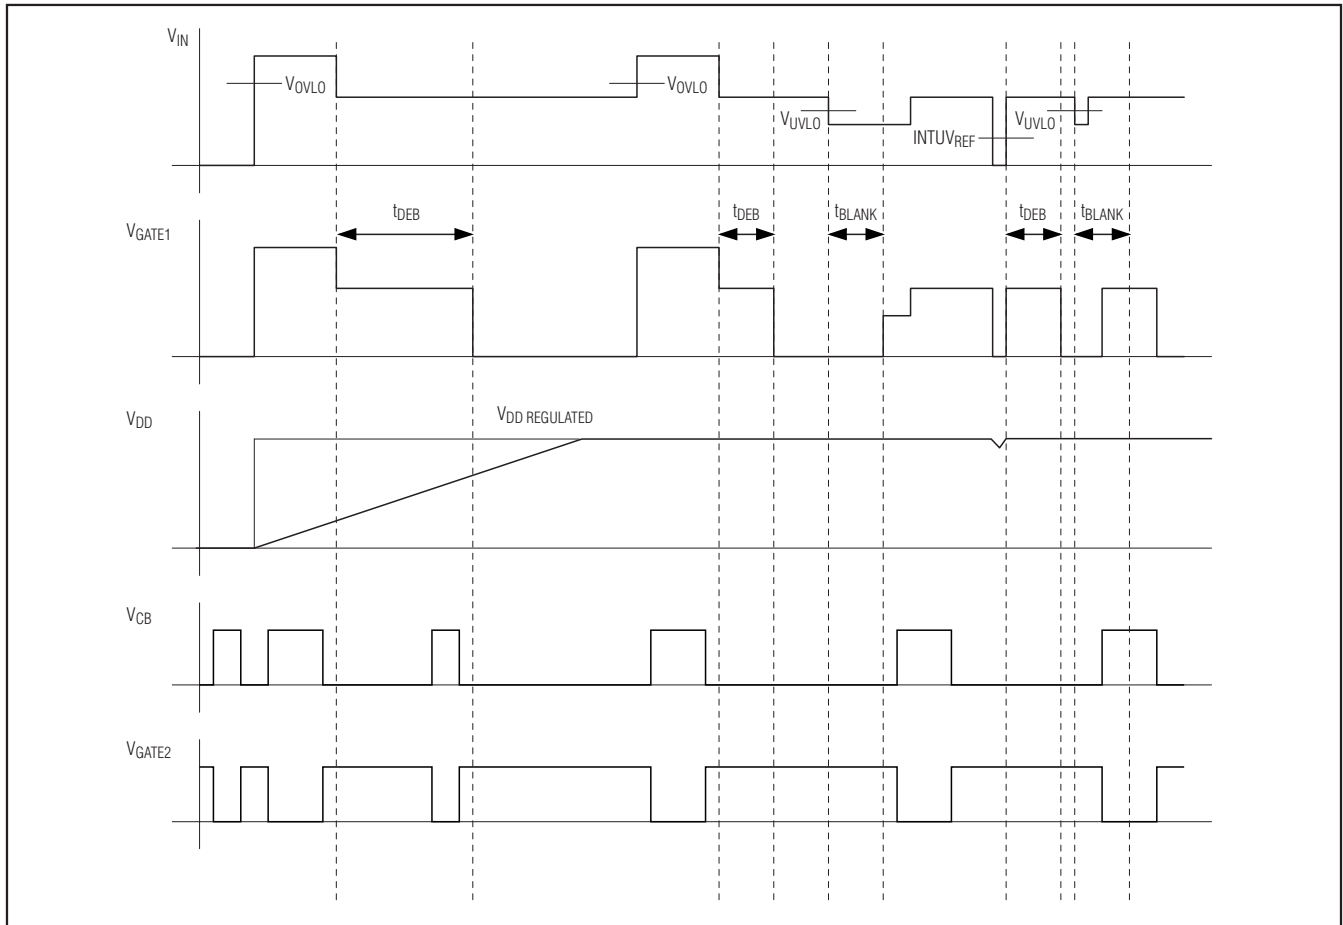 VIN
VOVLO
VOVLO
VUVLO
INTUVREF
VUVLO
VGATE1
tDEB
tDEB
tBLANK
tDEB
tBLANK
VDD
VDD REGULATED
VCB
VGATE2